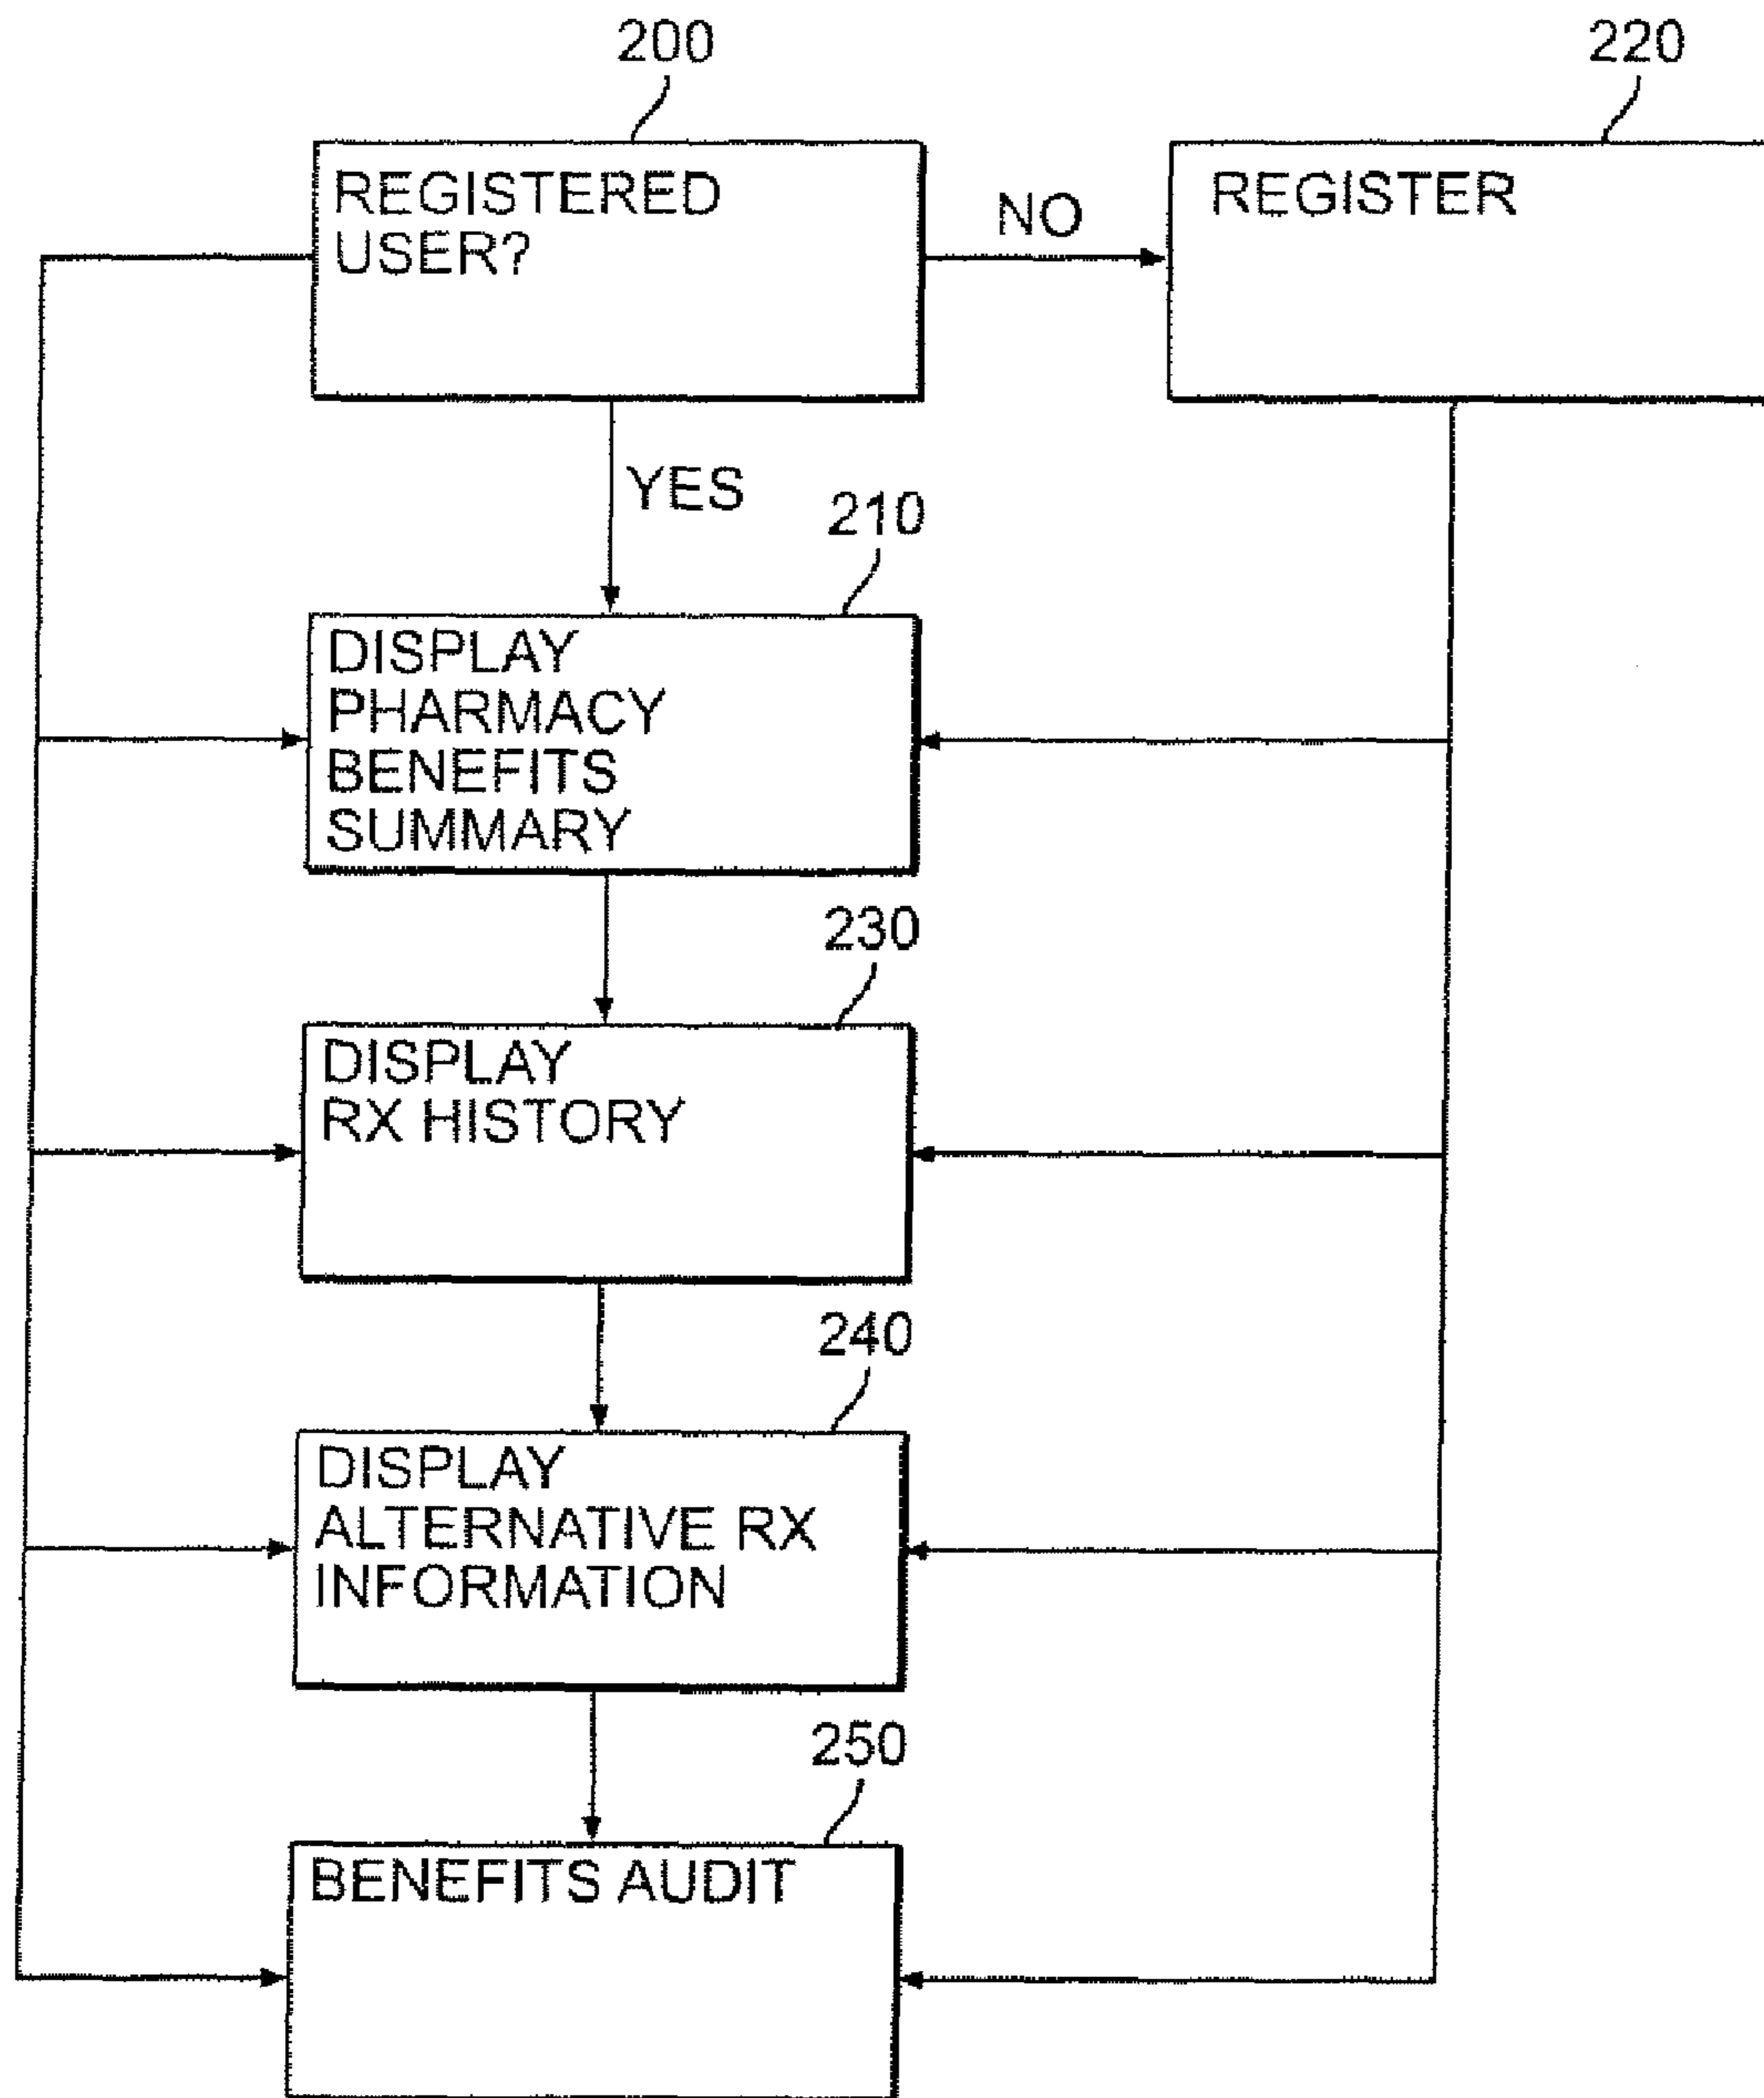 200
220
REGISTERED
USER?
NO
REGISTER
YES
210
DISPLAY
PHARMACY
BENEFITS
SUMMARY
230
DISPLAY
RX HISTORY
240
DISPLAY
ALTERNATIVE RX
INFORMATION
250
BENEFITS AUDIT